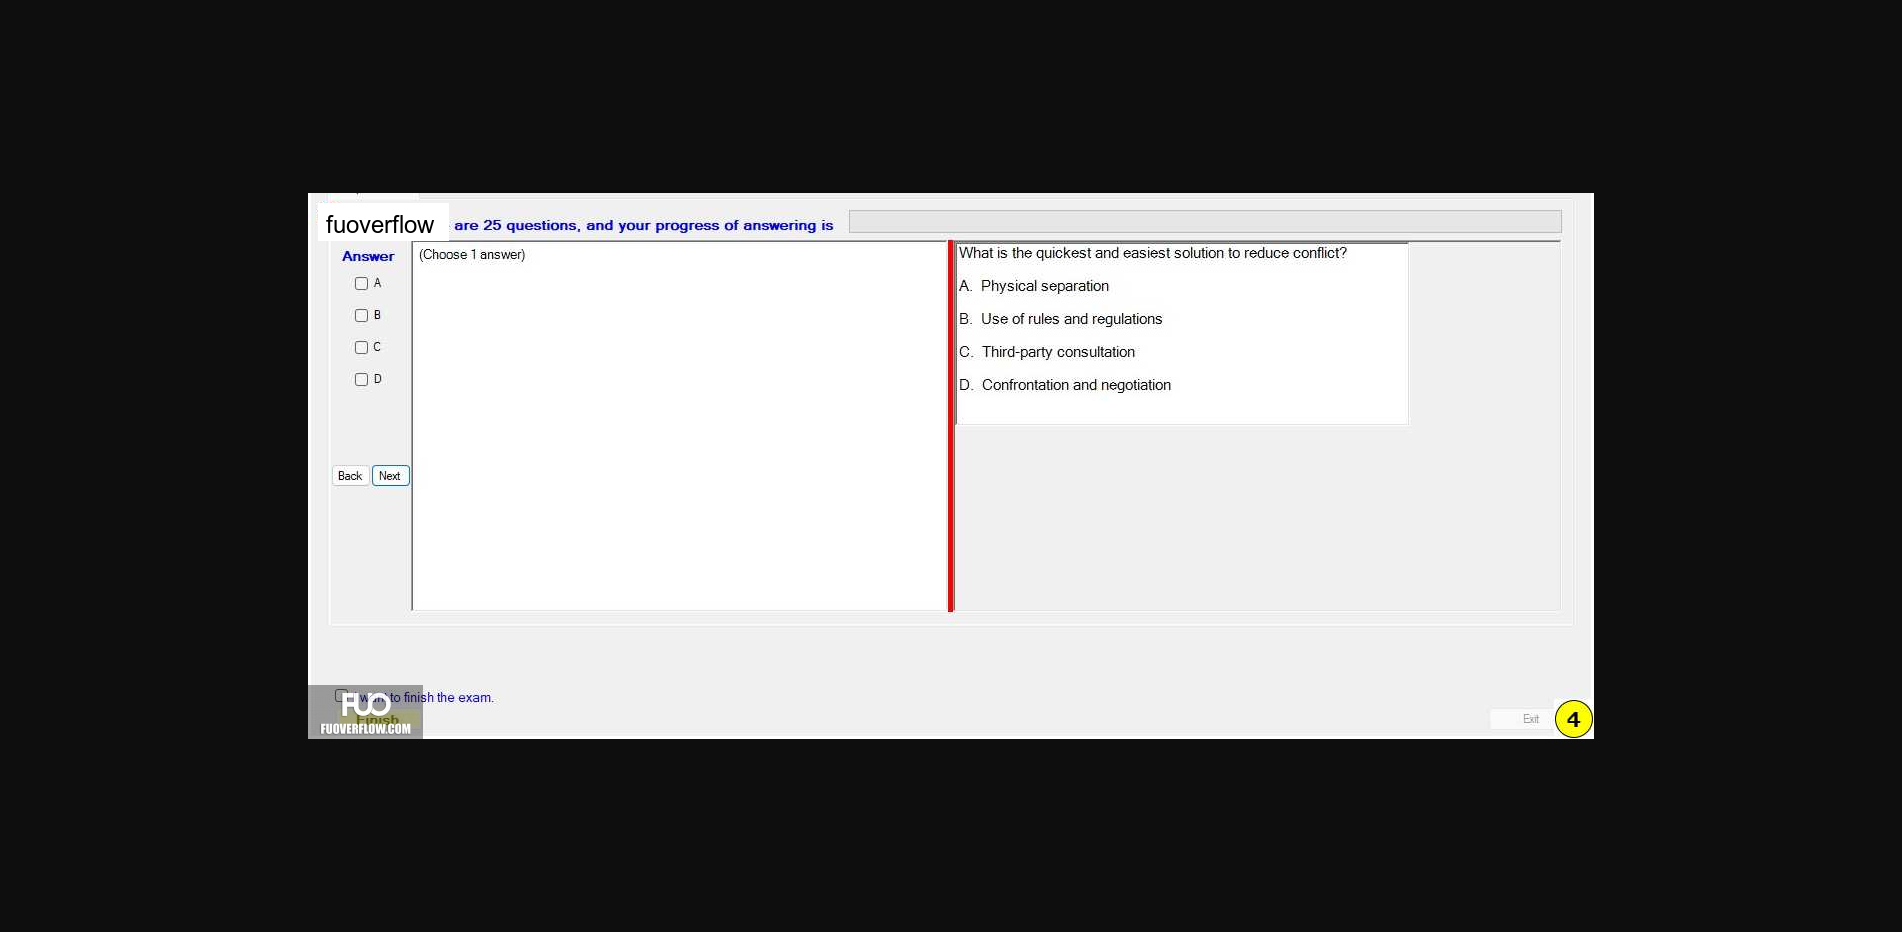 fuoverflow are 25 questions, and your progress of answering is
Answer
(Choose 1 answer)
A
B
C
D
Back Next
What is the quickest and easiest solution to reduce conflict?
A. Physical separation
B. Use of rules and regulations
C. Third-party consultation
D. Confrontation and negotiation
I want to finish the exam.
FUO
Finish
FUOVERFLOW.COM
Exit
4